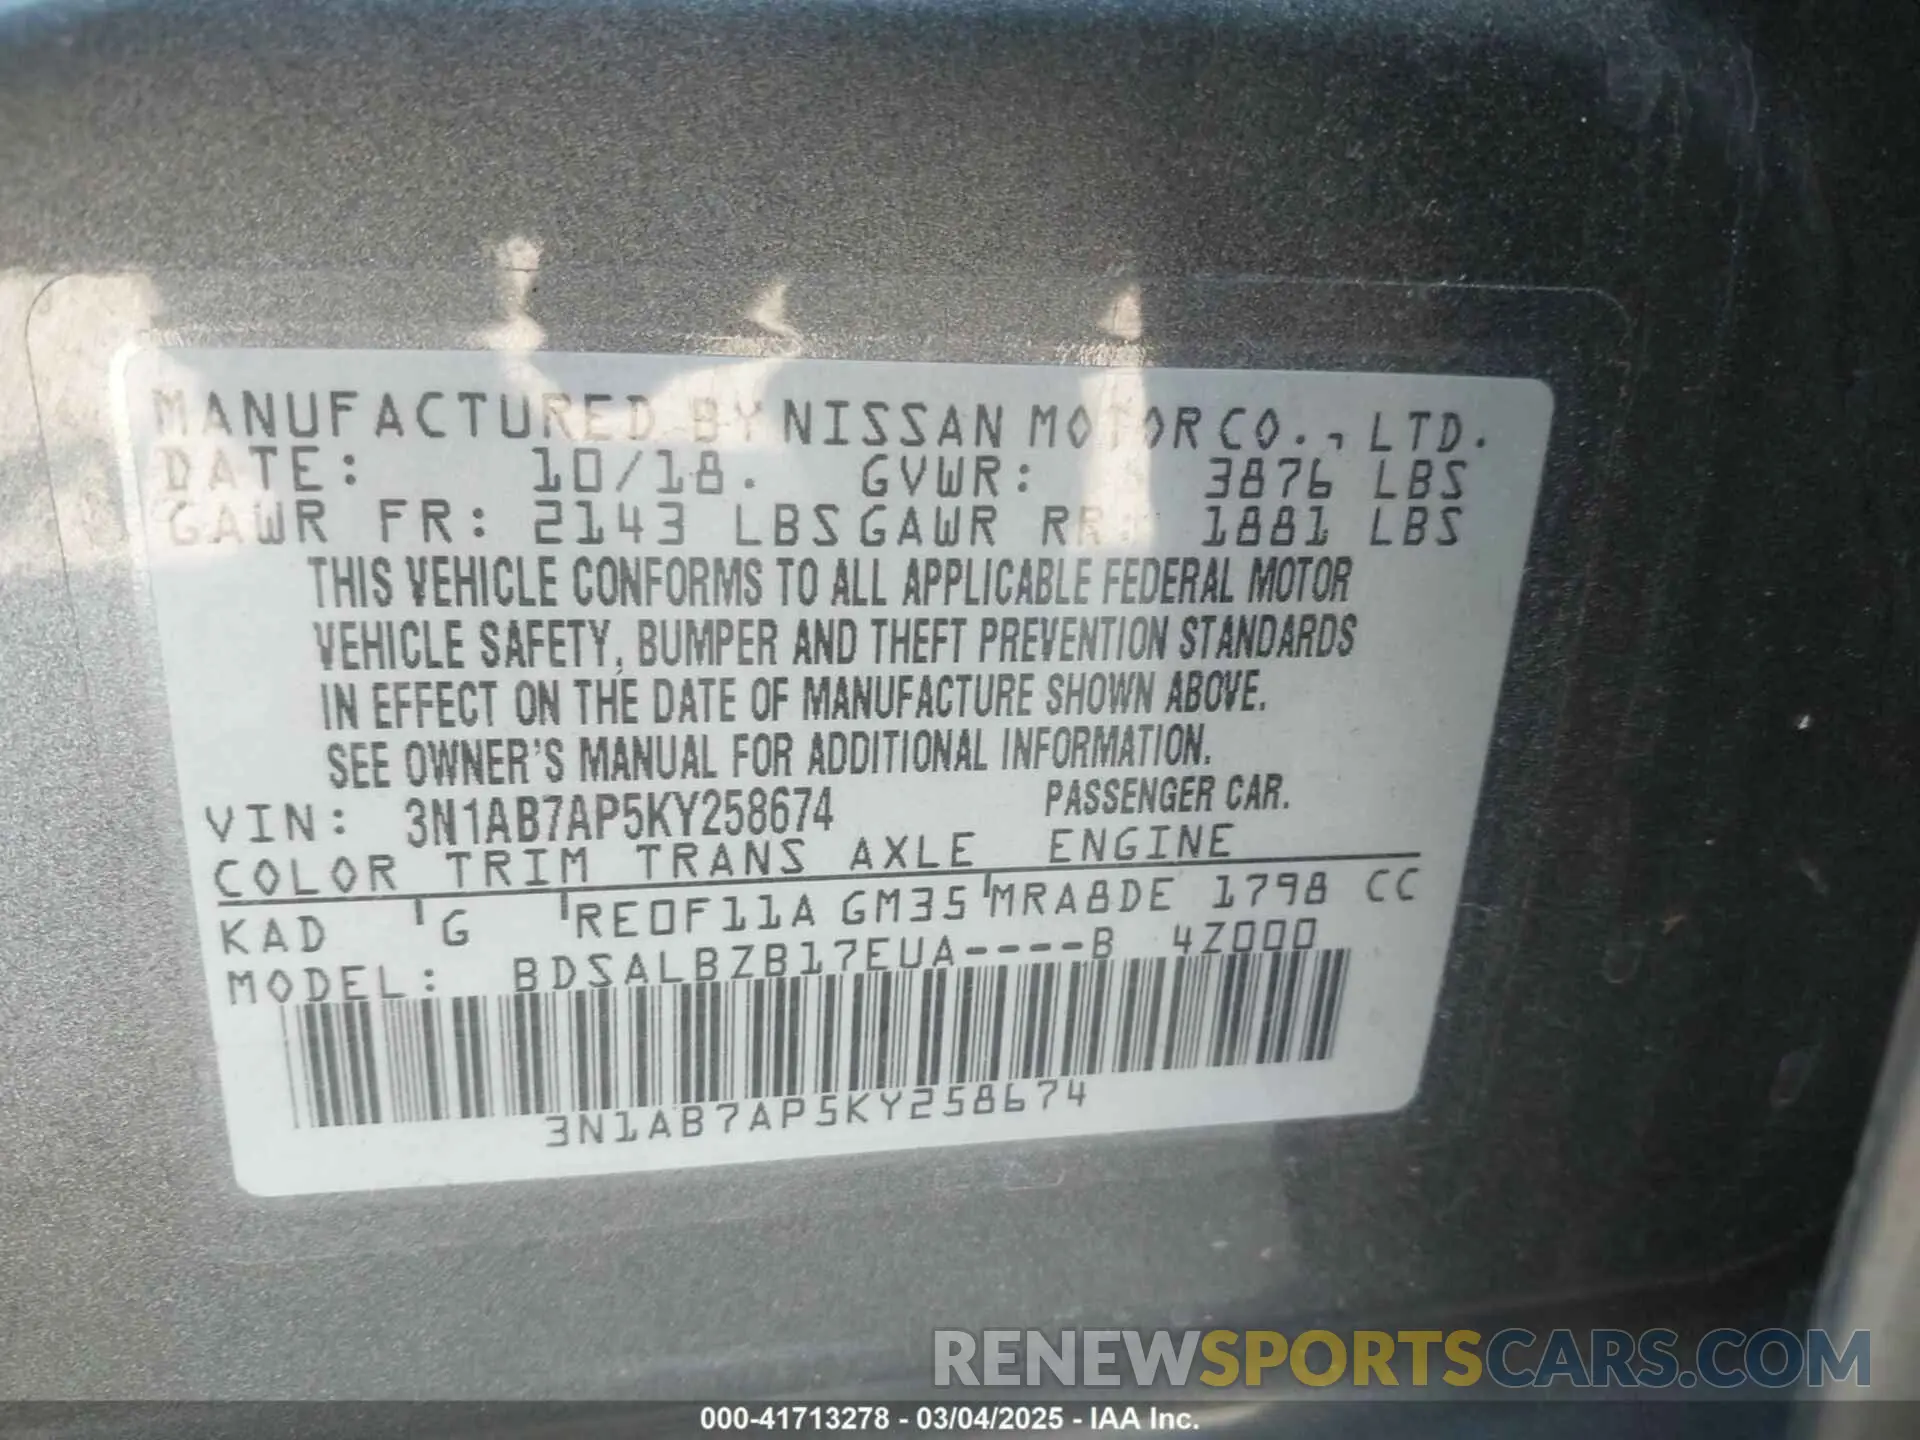 MANUFACTURED BY NISSAN MOTOR CO., LTD.
DATE: 10/18. GVWR: 3876 LBS
GAWR FR: 2143 LBS GAWR RR: 1881 LBS
THIS VEHICLE CONFORMS TO ALL APPLICABLE FEDERAL MOTOR
VEHICLE SAFETY, BUMPER AND THEFT PREVENTION STANDARDS
IN EFFECT ON THE DATE OF MANUFACTURE SHOWN ABOVE.
SEE OWNER'S MANUAL FOR ADDITIONAL INFORMATION.
VIN: 3N1AB7AP5KY258674 PASSENGER CAR.
COLOR TRIM TRANS AXLE ENGINE
KAD G RE0F11A GM35 MRA8DE 1798 CC
MODEL: BDSALBZB17EUA----B 4Z000
3N1AB7AP5KY258674
RENEWSPORTSCARS.COM
000-41713278 - 03/04/2025 - IAA Inc.